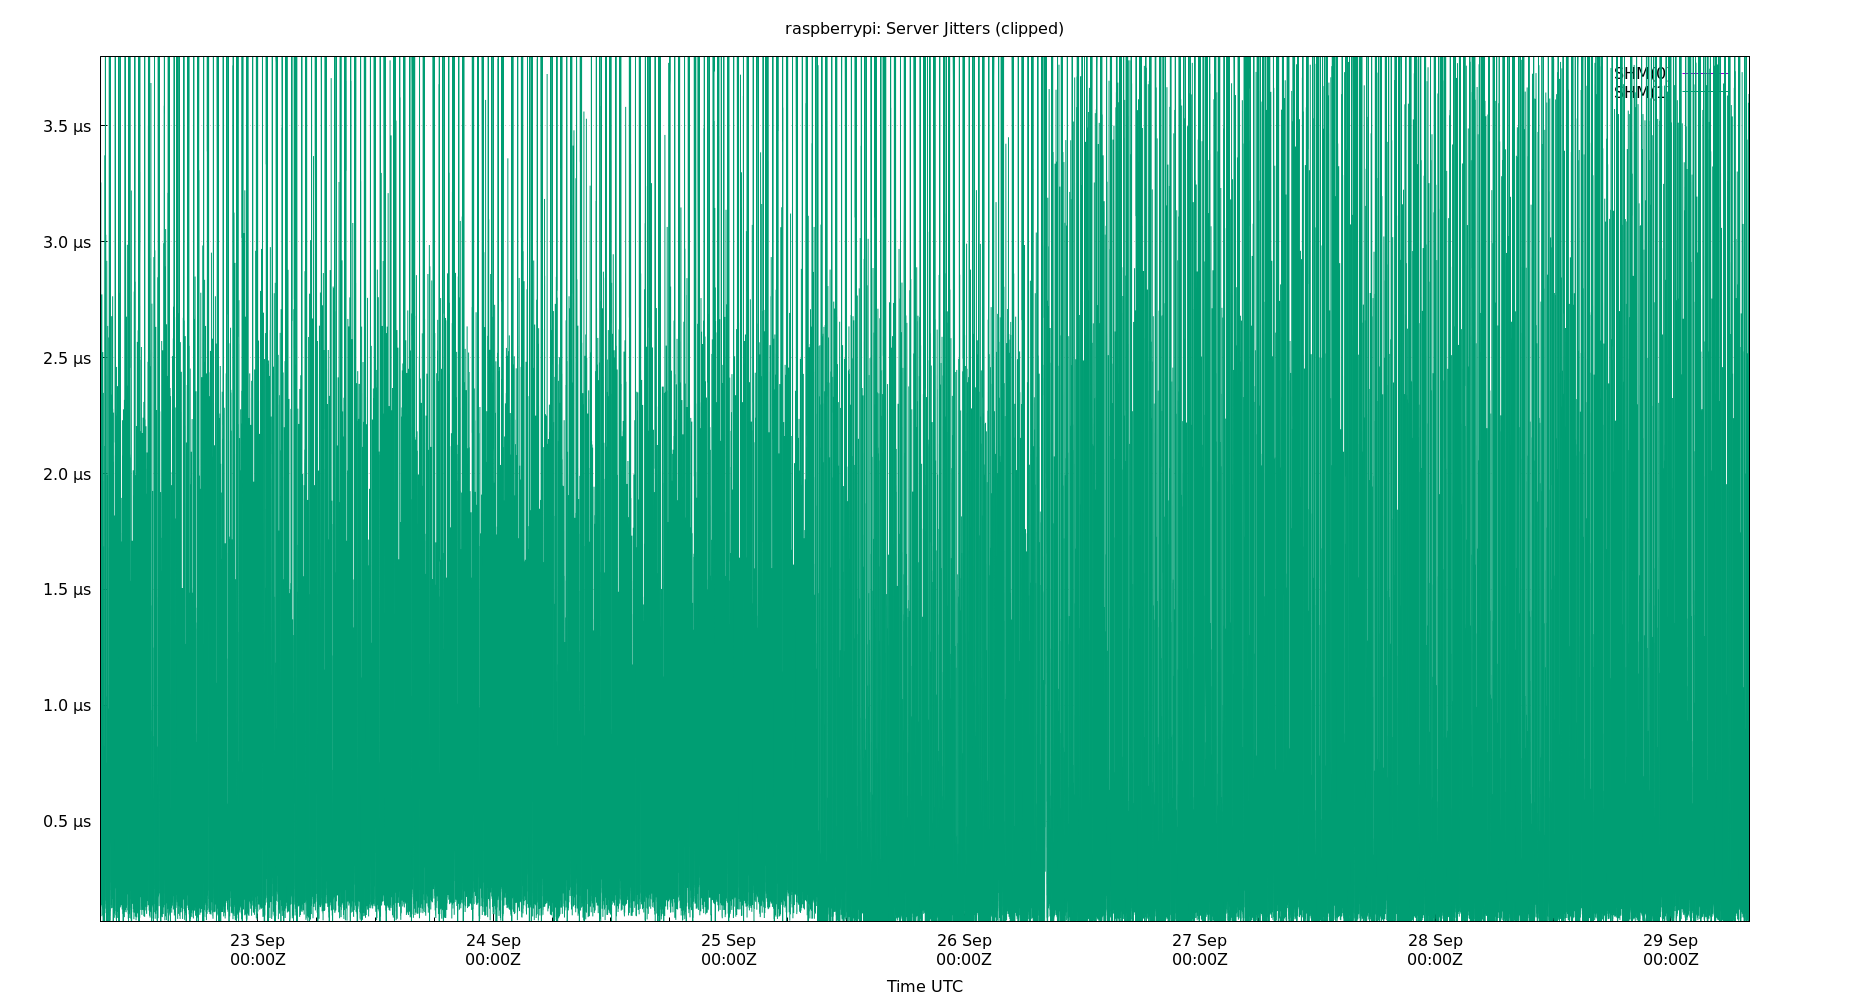 raspberrypi: Server Jitters (clipped)
SHM(0)
SHM(1)
3.5 µs
3.0 µs
2.5 µs
2.0 µs
1.5 µs
1.0 µs
0.5 µs
23 Sep 24 Sep 25 Sep 26 Sep 27 Sep 28 Sep 29 Sep
00:00Z 00:00Z 00:00Z 00:00Z 00:00Z 00:00Z 00:00Z
Time UTC